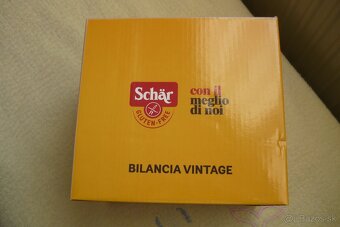 Schär
GLUTEN-FREE
con il
meglio
di noi
BILANCIA VINTAGE